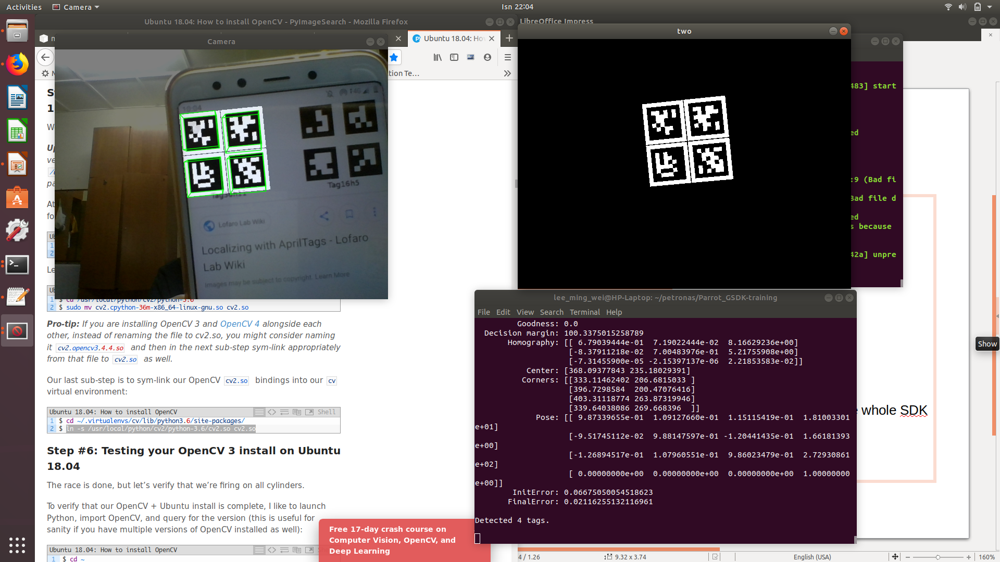 Activities
Camera
Isn 22:04
Ubuntu 18.04: How to install OpenCV - PyImageSearch - Mozilla Firefox
LibreOffice Impress
Camera
Ubuntu 18.04: Ho
two
tion Te…
10:04
4G
Tag16h5
Lofaro Lab Wiki
Localizing with AprilTags - Lofaro
Lab Wiki
Images may be subject to copyright. Learn More
483] start
ed
:9 (Bad fi
Bad file d
ed
s because
42a] unpre
St
1
W
Up
ve
pa
At
fo
Ub
1
2
Le
Ub
1 $ cd /usr/local/python/cv2/python-3.6
2 $ sudo mv cv2.cpython-36m-x86_64-linux-gnu.so cv2.so
Pro-tip: If you are installing OpenCV 3 and OpenCV 4 alongside each
other, instead of renaming the file to cv2.so, you might consider naming
it cv2.opencv3.4.4.so and then in the next sub-step sym-link appropriately
from that file to cv2.so as well.
Our last sub-step is to sym-link our OpenCV cv2.so bindings into our cv
virtual environment:
Ubuntu 18.04: How to install OpenCV
Shell
1 $ cd ~/.virtualenvs/cv/lib/python3.6/site-packages/
2 $ ln -s /usr/local/python/cv2/python-3.6/cv2.so cv2.so
Step #6: Testing your OpenCV 3 install on Ubuntu
18.04
The race is done, but let’s verify that we’re firing on all cylinders.
To verify that our OpenCV + Ubuntu install is complete, I like to launch
Python, import OpenCV, and query for the version (this is useful for
sanity if you have multiple versions of OpenCV installed as well):
Ubuntu 18.04: How to install OpenCV
1 $ cd ~
Free 17-day crash course on
Computer Vision, OpenCV, and
Deep Learning
lee_ming_wei@HP-Laptop: ~/petronas/Parrot_GSDK-training
File Edit View Search Terminal Help
Goodness: 0.0
Decision margin: 100.3375015258789
Homography: [[ 6.79039444e-01 7.19022444e-02 8.16629236e+00]
[-8.37911218e-02 7.00483976e-01 5.21755908e+00]
[-7.31455900e-05 -2.15397137e-06 2.21853583e-02]]
Center: [368.09377843 235.18029391]
Corners: [[333.11462402 206.6815033 ]
[396.7298584 200.47076416]
[403.31118774 263.87319946]
[339.64038086 269.668396 ]]
Pose: [[ 9.87339655e-01 1.09127660e-01 1.15115419e-01 1.81003301
e+01]
[-9.51745112e-02 9.88147597e-01 -1.20441435e-01 1.66181393
e+00]
[-1.26894517e-01 1.07960551e-01 9.86023479e-01 2.72930861
e+02]
[ 0.00000000e+00 0.00000000e+00 0.00000000e+00 1.00000000
e+00]]
InitError: 0.06675050054518623
FinalError: 0.02116255132116961
Detected 4 tags.
Show
whole SDK
4 / 1.26
9.32 x 3.74
English (USA)
160%